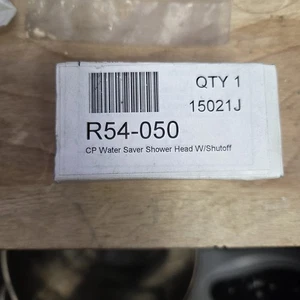 QTY 1
15021J
R54-050
CP Water Saver Shower Head W/Shutoff